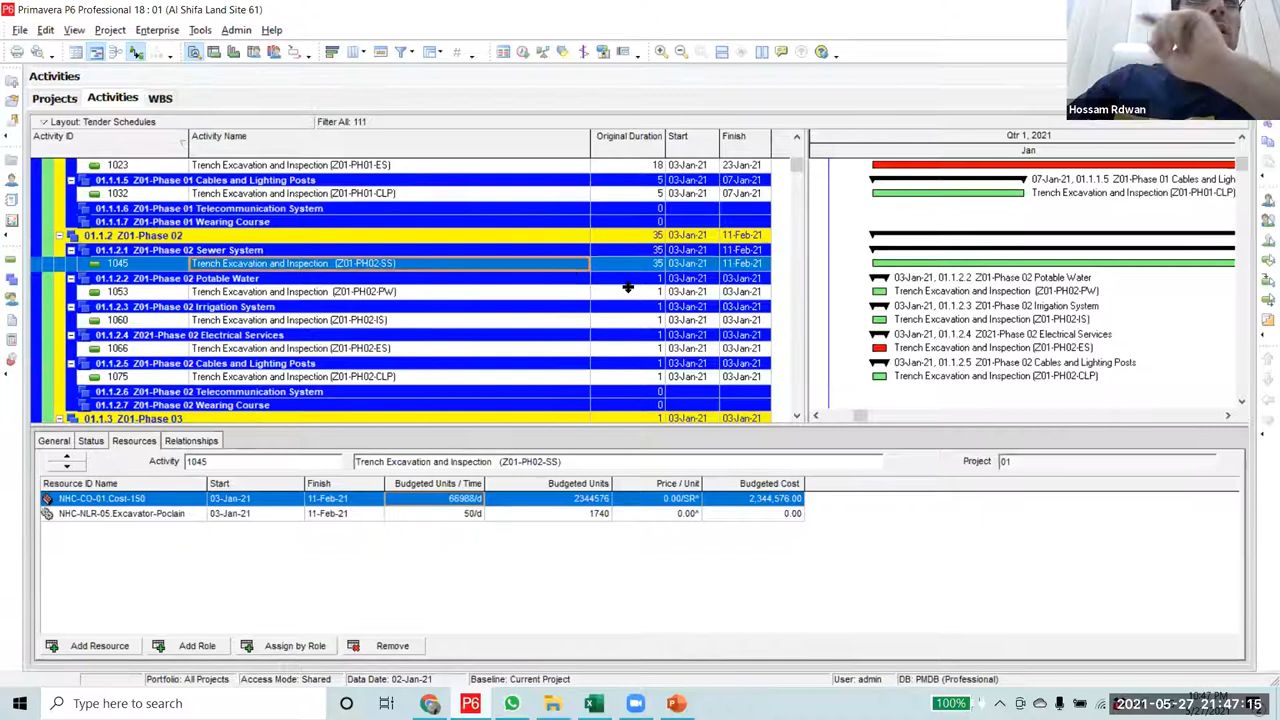 Primavera P6 Professional 18 : 01 (Al Shifa Land Site 61)
File Edit View Project Enterprise Tools Admin Help
Hossam Rdwan
Activities
Projects Activities WBS
Layout: Tender Schedules Filter All: 111
Activity ID Activity Name Original Duration Start Finish Qtr 1, 2021
Jan
1023 Trench Excavation and Inspection (Z01-PH01-ES) 18 03-Jan-21 23-Jan-21
01.1.1.5 Z01-Phase 01 Cables and Lighting Posts 5 03-Jan-21 07-Jan-21 07-Jan-21, 01.1.1.5 Z01-Phase 01 Cables and Ligh
1032 Trench Excavation and Inspection (Z01-PH01-CLP) 5 03-Jan-21 07-Jan-21 Trench Excavation and Inspection (Z01-PH01-CLP)
01.1.1.6 Z01-Phase 01 Telecommunication System 0
01.1.1.7 Z01-Phase 01 Wearing Course 0
01.1.2 Z01-Phase 02 35 03-Jan-21 11-Feb-21
01.1.2.1 Z01-Phase 02 Sewer System 35 03-Jan-21 11-Feb-21
1045 Trench Excavation and Inspection (Z01-PH02-SS) 35 03-Jan-21 11-Feb-21
01.1.2.2 Z01-Phase 02 Potable Water 1 03-Jan-21 03-Jan-21 03-Jan-21, 01.1.2.2 Z01-Phase 02 Potable Water
1053 Trench Excavation and Inspection (Z01-PH02-PW) 1 03-Jan-21 03-Jan-21 Trench Excavation and Inspection (Z01-PH02-PW)
01.1.2.3 Z01-Phase 02 Irrigation System 1 03-Jan-21 03-Jan-21 03-Jan-21, 01.1.2.3 Z01-Phase 02 Irrigation System
1060 Trench Excavation and Inspection (Z01-PH02-IS) 1 03-Jan-21 03-Jan-21 Trench Excavation and Inspection (Z01-PH02-IS)
01.1.2.4 Z021-Phase 02 Electrical Services 1 03-Jan-21 03-Jan-21 03-Jan-21, 01.1.2.4 Z021-Phase 02 Electrical Services
1066 Trench Excavation and Inspection (Z01-PH02-ES) 1 03-Jan-21 03-Jan-21 Trench Excavation and Inspection (Z01-PH02-ES)
01.1.2.5 Z01-Phase 02 Cables and Lighting Posts 1 03-Jan-21 03-Jan-21 03-Jan-21, 01.1.2.5 Z01-Phase 02 Cables and Lighting Posts
1075 Trench Excavation and Inspection (Z01-PH02-CLP) 1 03-Jan-21 03-Jan-21 Trench Excavation and Inspection (Z01-PH02-CLP)
01.1.2.6 Z01-Phase 02 Telecommunication System 0
01.1.2.7 Z01-Phase 02 Wearing Course 0
01.1.3 Z01-Phase 03 1 03-Jan-21 03-Jan-21
General Status Resources Relationships
Activity 1045 Trench Excavation and Inspection (Z01-PH02-SS) Project 01
Resource ID Name Start Finish Budgeted Units / Time Budgeted Units Price / Unit Budgeted Cost
NHC-CO-01.Cost-150 03-Jan-21 11-Feb-21 66988/d 2344576 0.00/SR^ 2,344,576.00
NHC-NLR-05.Excavator-Poclain 03-Jan-21 11-Feb-21 50/d 1740 0.00^ 0.00
Add Resource Add Role Assign by Role Remove
Portfolio: All Projects Access Mode: Shared Data Date: 02-Jan-21 Baseline: Current Project User: admin DB: PMDB (Professional)
Type here to search 100% 2021-05-27 21:47:15